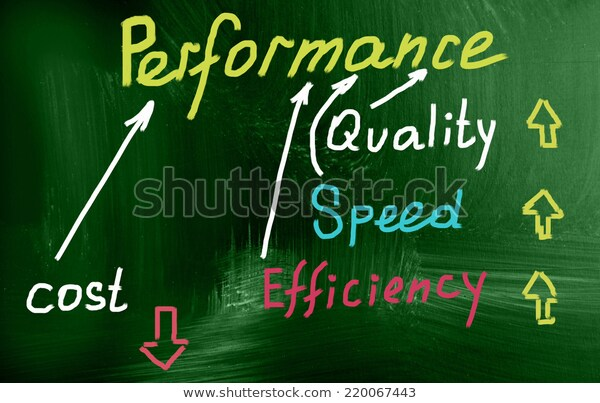 Performance
Quality
Speed
cost
Efficiency
shutterstock
www.shutterstock.com · 220067443